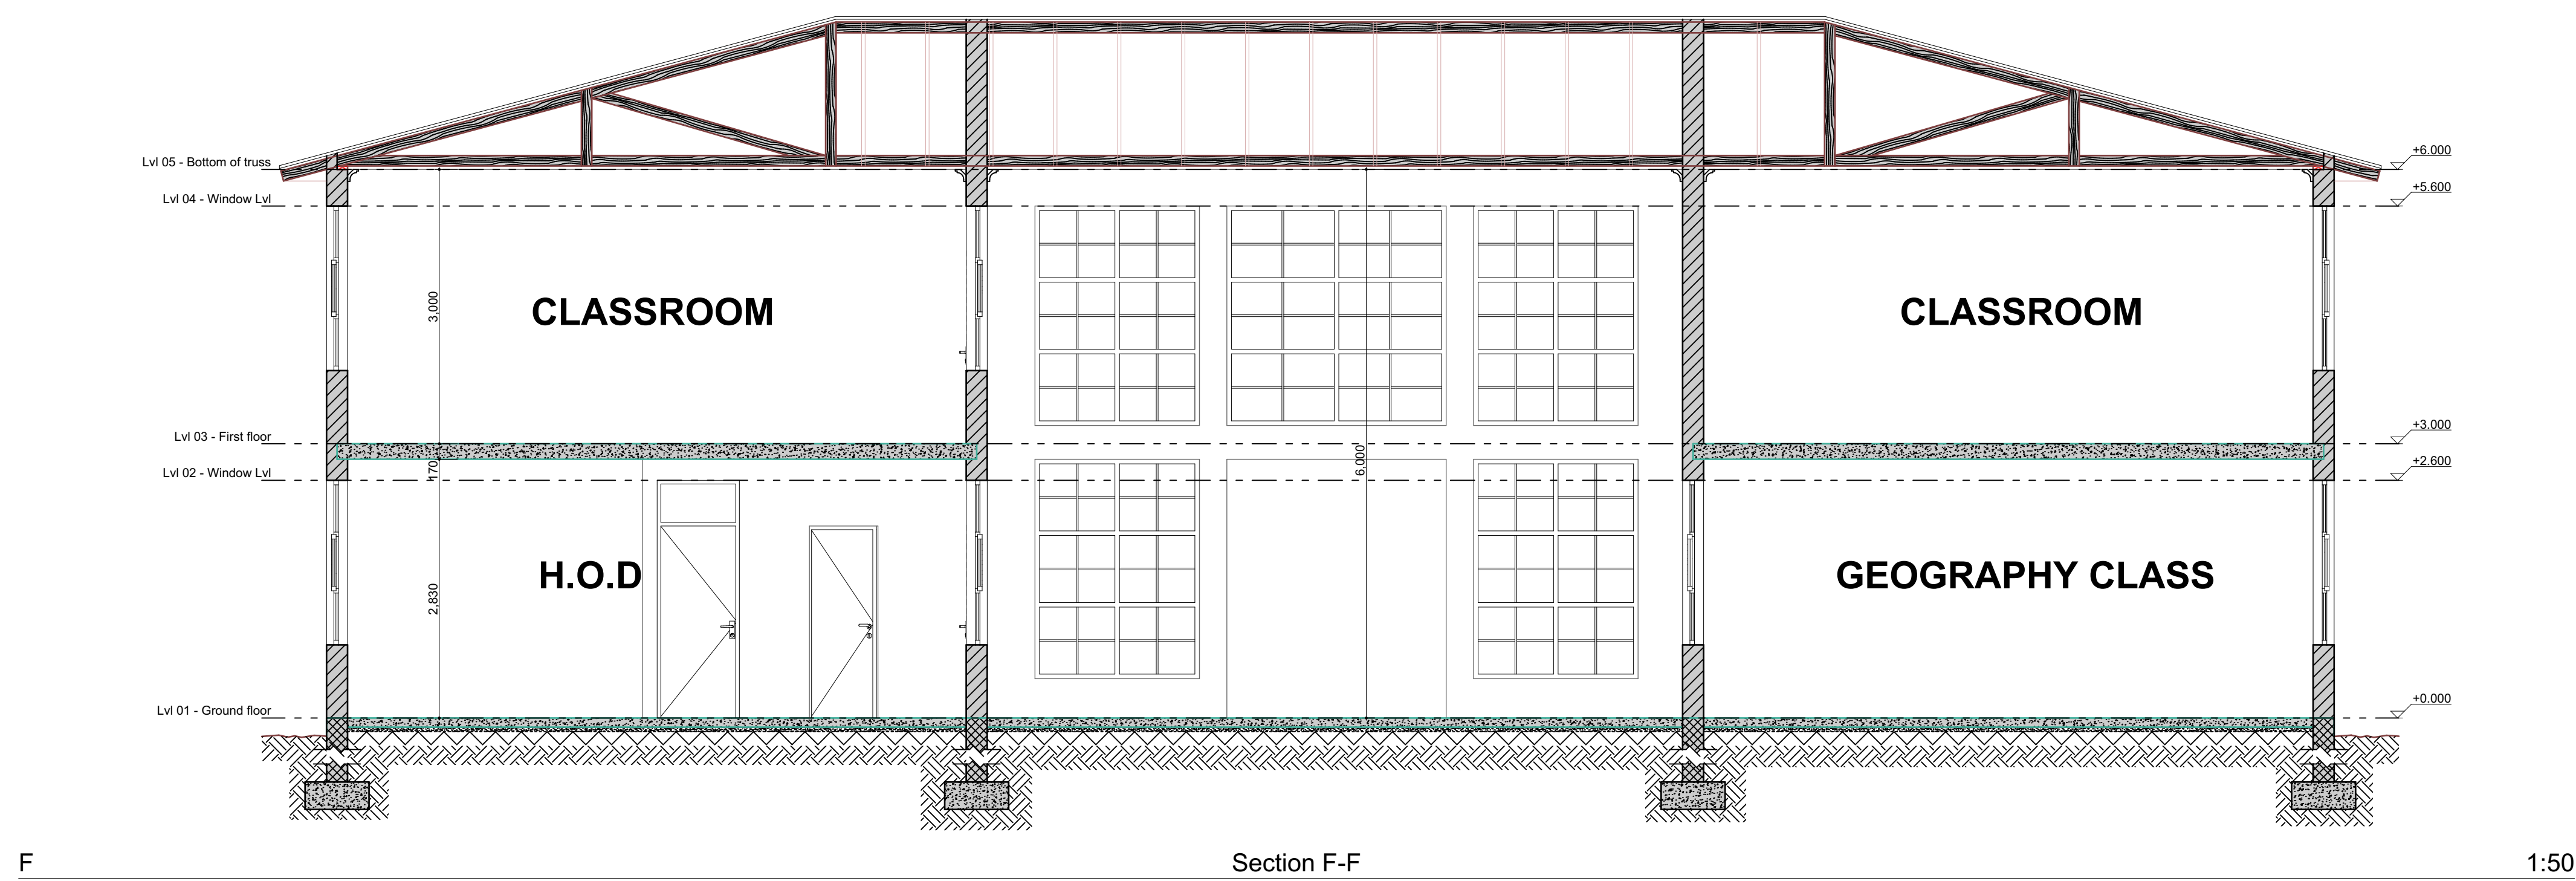 Lvl 05 - Bottom of truss
+6.000
Lvl 04 - Window Lvl
+5.600
3,000
CLASSROOM
CLASSROOM
Lvl 03 - First floor
+3.000
170
6,000
Lvl 02 - Window Lvl
+2.600
2,830
H.O.D
GEOGRAPHY CLASS
Lvl 01 - Ground floor
+0.000
F
Section F-F
1:50